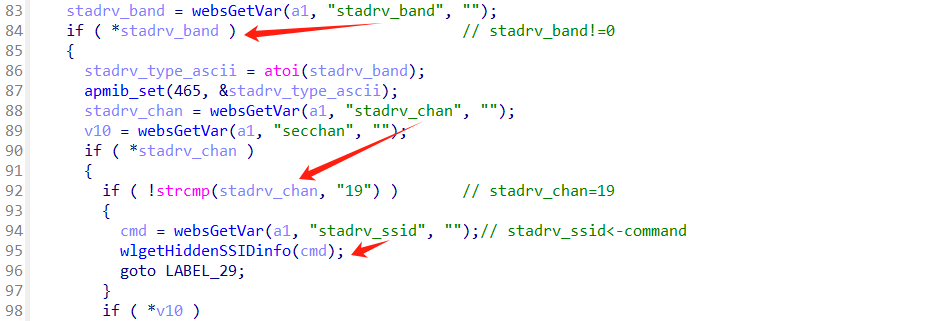 83 stadrv_band = websGetVar(a1, "stadrv_band", "");
84 if ( *stadrv_band ) // stadrv_band!=0
85 {
86 stadrv_type_ascii = atoi(stadrv_band);
87 apmib_set(465, &stadrv_type_ascii);
88 stadrv_chan = websGetVar(a1, "stadrv_chan", "");
89 v10 = websGetVar(a1, "secchan", "");
90 if ( *stadrv_chan )
91 {
92 if ( !strcmp(stadrv_chan, "19") ) // stadrv_chan=19
93 {
94 cmd = websGetVar(a1, "stadrv_ssid", "");// stadrv_ssid<-command
95 wlgetHiddenSSIDinfo(cmd);
96 goto LABEL_29;
97 }
98 if ( *v10 )